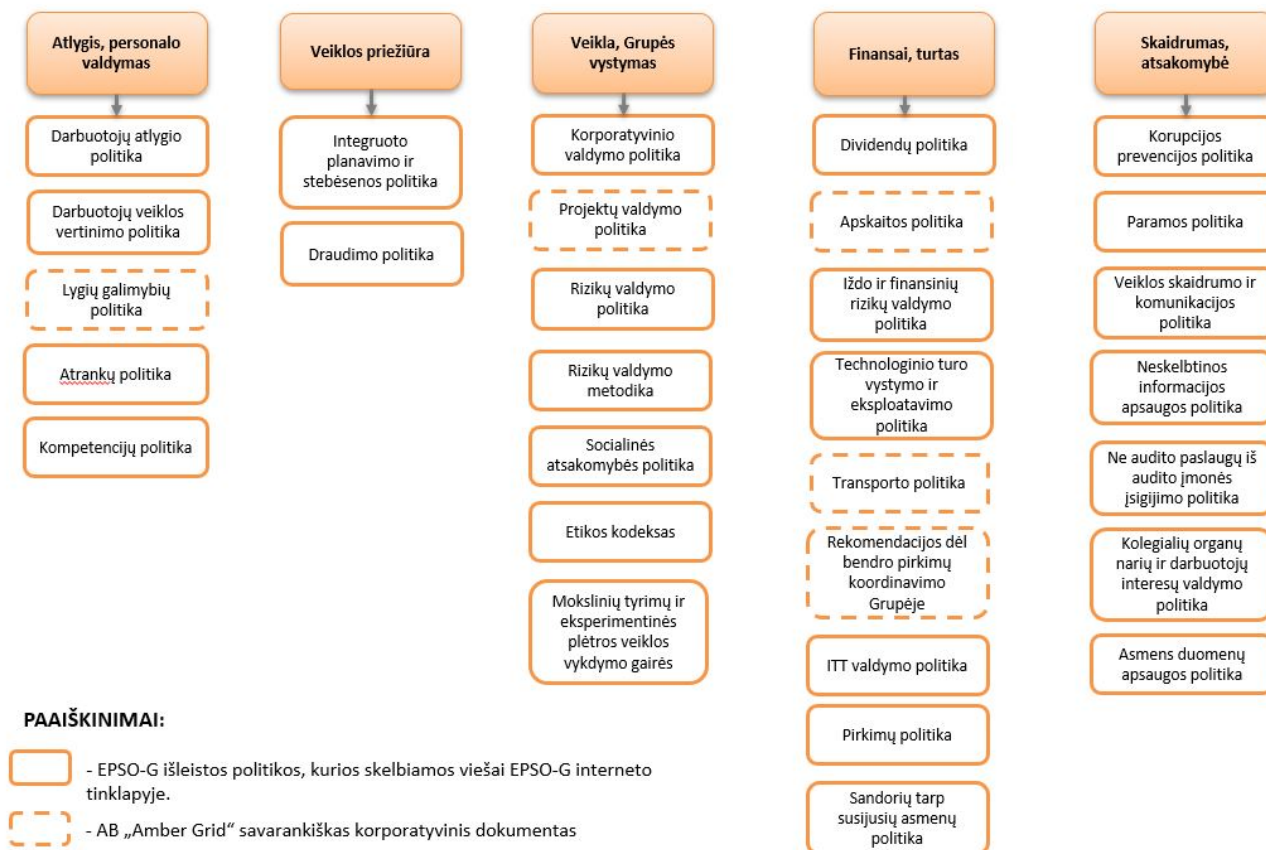 Atlygis, personalo
valdymas
Darbuotojų atlygio
politika
Darbuotojų veiklos
vertinimo politika
Lygių galimybių
politika
Atrankų politika
Kompetencijų politika
Veiklos priežiūra
Integruoto
planavimo ir
stebėsenos politika
Draudimo politika
Veikla, Grupės
vystymas
Korporatyvinio
valdymo politika
Projektų valdymo
politika
Rizikų valdymo
politika
Rizikų valdymo
metodika
Socialinės
atsakomybės politika
Etikos kodeksas
Mokslinių tyrimų ir
eksperimentinės
plėtros veiklos
vykdymo gairės
Finansai, turtas
Dividendų politika
Apskaitos politika
Iždo ir finansinių
rizikų valdymo
politika
Technologinio turo
vystymo ir
eksploatavimo
politika
Transporto politika
Rekomendacijos dėl
bendro pirkimų
koordinavimo
Grupėje
ITT valdymo politika
Pirkimų politika
Sandorių tarp
susijusių asmenų
politika
Skaidrumas,
atsakomybė
Korupcijos
prevencijos politika
Paramos politika
Veiklos skaidrumo ir
komunikacijos
politika
Neskelbtinos
informacijos
apsaugos politika
Ne audito paslaugų iš
audito įmonės
įsigijimo politika
Kolegialių organų
narių ir darbuotojų
interesų valdymo
politika
Asmens duomenų
apsaugos politika
PAAIŠKINIMAI:
- EPSO-G išleistos politikos, kurios skelbiamos viešai EPSO-G interneto
tinklapyje.
- AB „Amber Grid“ savarankiškas korporatyvinis dokumentas